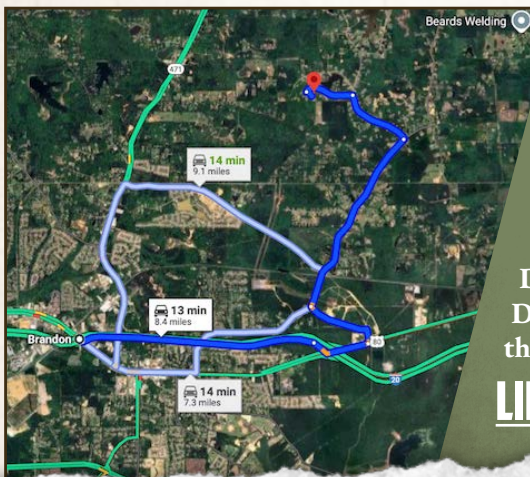 Beards Welding
471
14 min
9.1 miles
13 min
8.4 miles
Brandon
80
14 min
7.3 miles
20
th